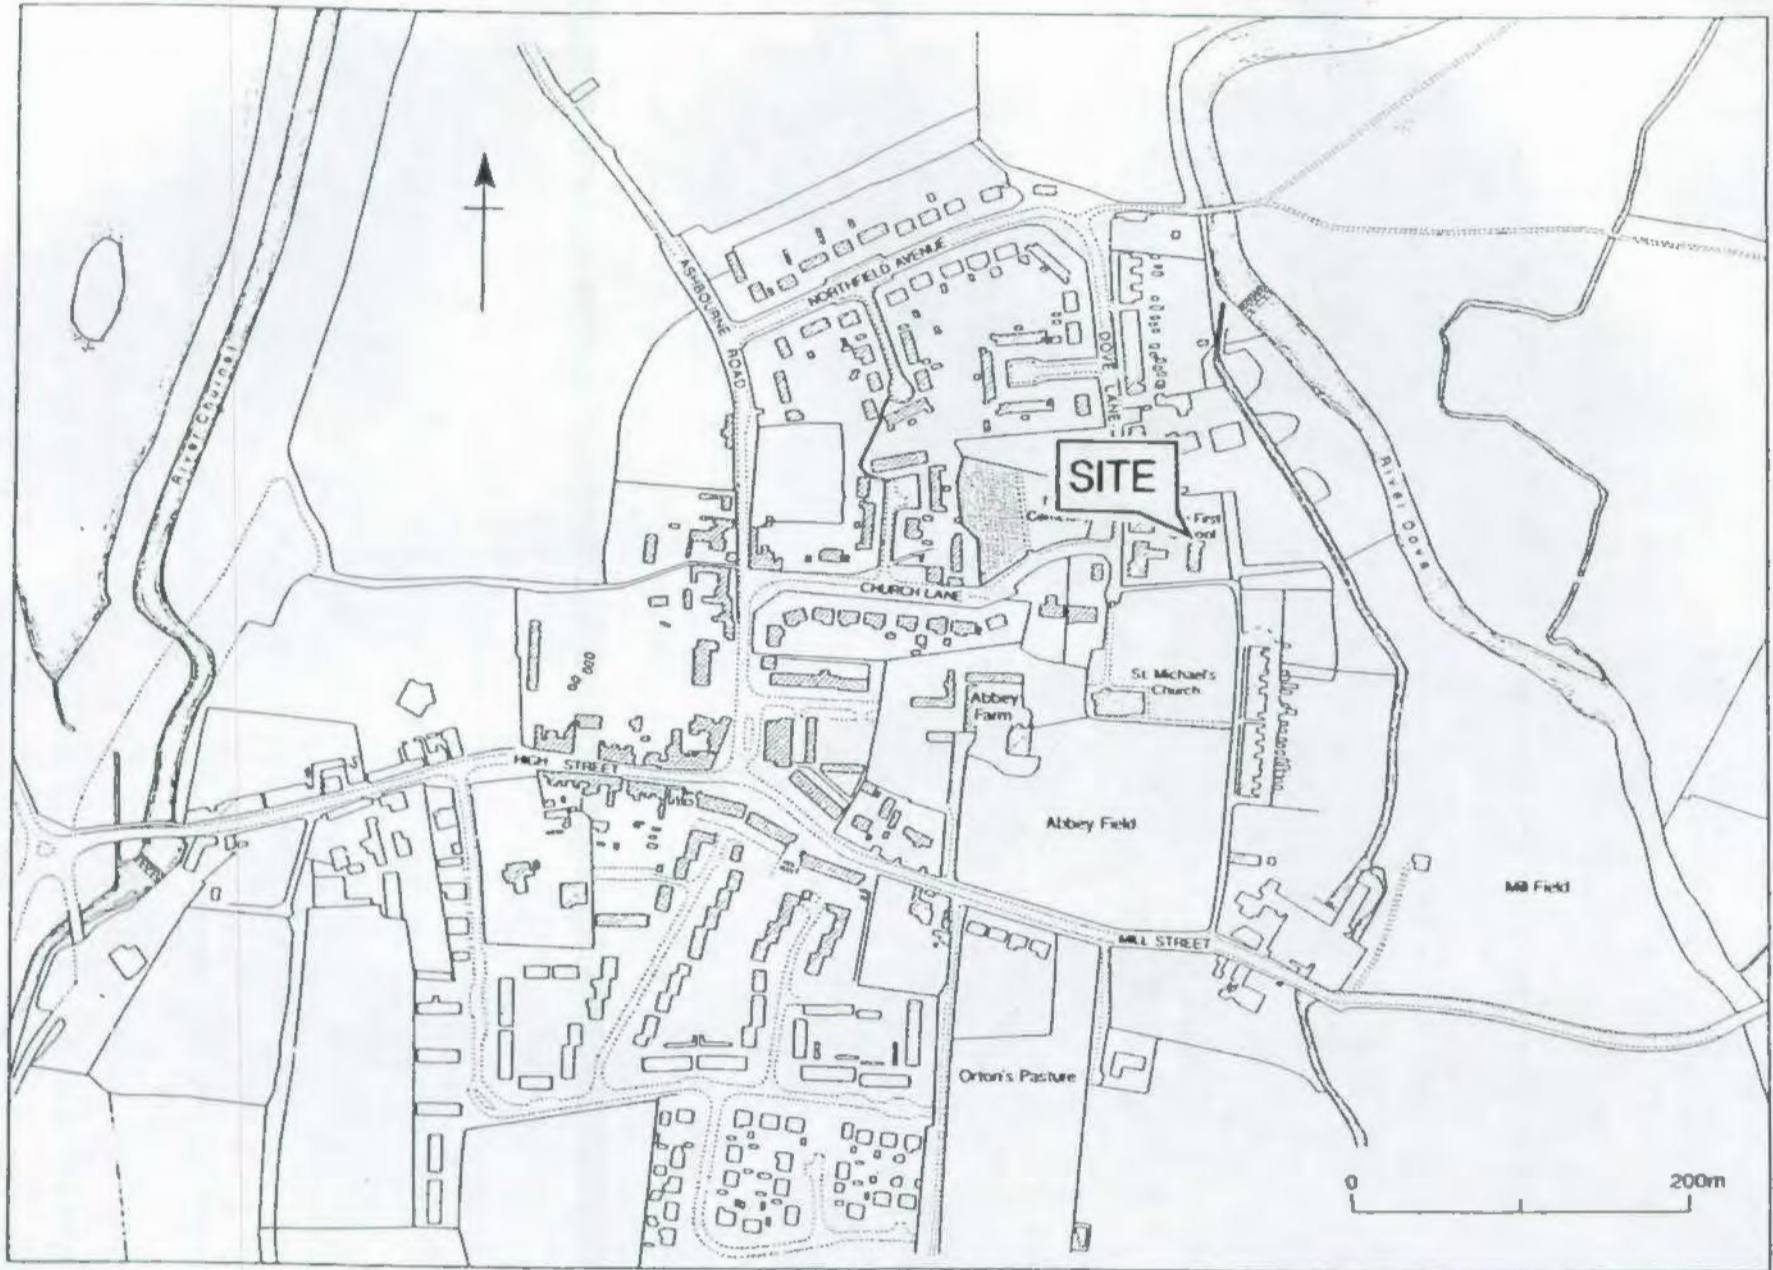 River Churnet
ASHBOURNE ROAD
NORTHFIELD AVENUE
DOVE LANE
River Dove
SITE
First
CHURCH LANE
St. Michael's
Church
Abbey
Farm
HIGH STREET
Abbey Field
Mill Field
MILL STREET
Orton's Pasture
0 200m